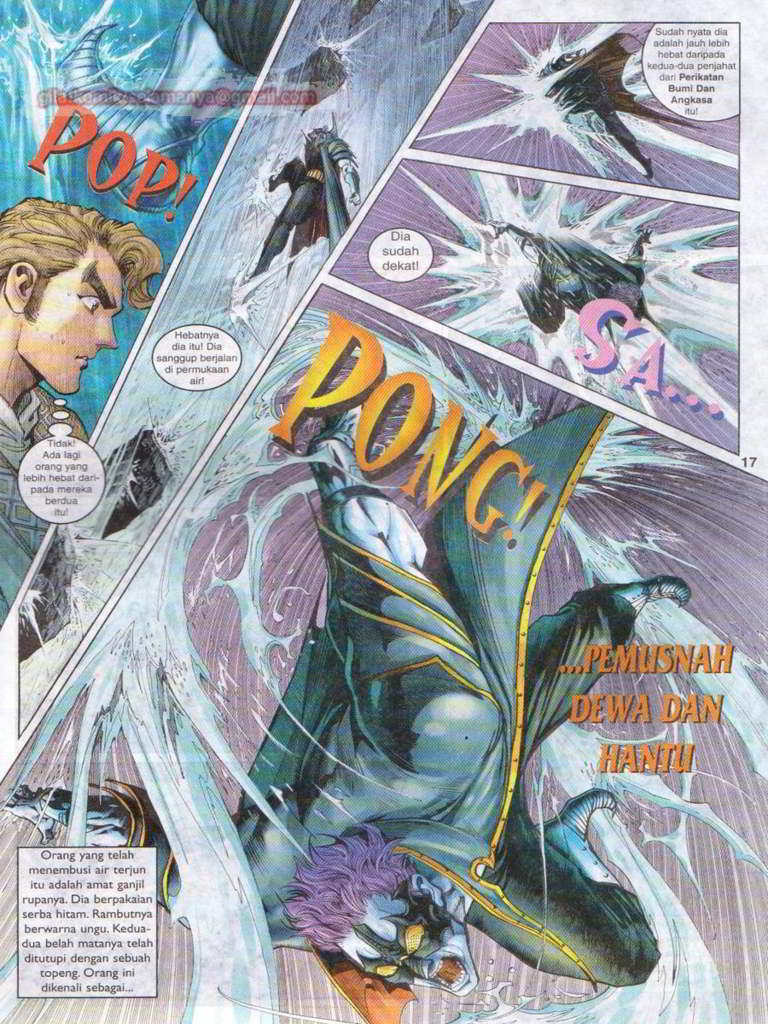 POP!
Tidak!
Ada lagi
orang yang
lebih hebat dari-
pada mereka
berdua
itu!
Hebatnya
dia itu! Dia
sanggup berjalan
di permukaan
air!
Sudah nyata dia
adalah jauh lebih
hebat daripada
kedua-dua penjahat
dari Perikatan
Bumi Dan
Angkasa
itu!
Dia
sudah
dekat!
S'A...
17
PONG!
...PEMUSNAH
DEWA DAN
HANTU
Orang yang telah
menembusi air terjun
itu adalah amat ganjil
rupanya. Dia berpakaian
serba hitam. Rambutnya
berwarna ungu. Kedua-
dua belah matanya telah
ditutupi dengan sebuah
topeng. Orang ini
dikenali sebagai...